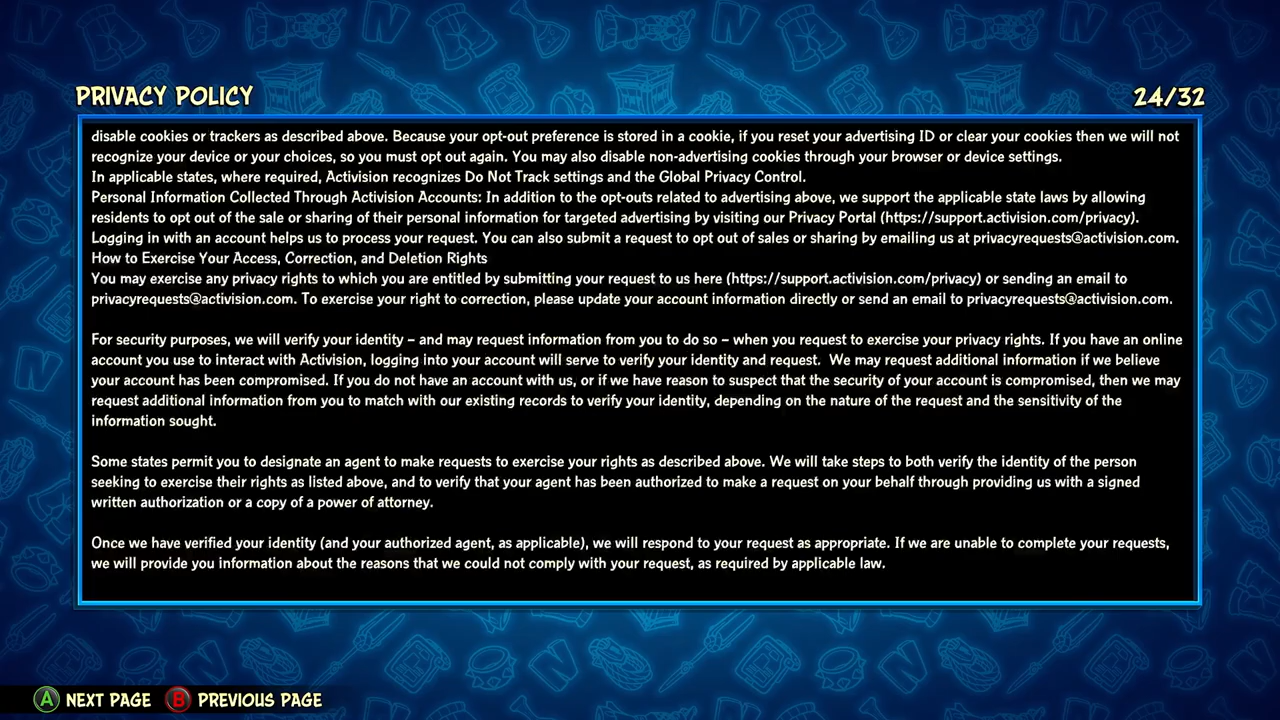 PRIVACY POLICY
24/32
disable cookies or trackers as described above. Because your opt-out preference is stored in a cookie, if you reset your advertising ID or clear your cookies then we will not
recognize your device or your choices, so you must opt out again. You may also disable non-advertising cookies through your browser or device settings.
In applicable states, where required, Activision recognizes Do Not Track settings and the Global Privacy Control.
Personal Information Collected Through Activision Accounts: In addition to the opt-outs related to advertising above, we support the applicable state laws by allowing
residents to opt out of the sale or sharing of their personal information for targeted advertising by visiting our Privacy Portal (https://support.activision.com/privacy).
Logging in with an account helps us to process your request. You can also submit a request to opt out of sales or sharing by emailing us at privacyrequests@activision.com.
How to Exercise Your Access, Correction, and Deletion Rights
You may exercise any privacy rights to which you are entitled by submitting your request to us here (https://support.activision.com/privacy) or sending an email to
privacyrequests@activision.com. To exercise your right to correction, please update your account information directly or send an email to privacyrequests@activision.com.
For security purposes, we will verify your identity – and may request information from you to do so – when you request to exercise your privacy rights. If you have an online
account you use to interact with Activision, logging into your account will serve to verify your identity and request.  We may request additional information if we believe
your account has been compromised. If you do not have an account with us, or if we have reason to suspect that the security of your account is compromised, then we may
request additional information from you to match with our existing records to verify your identity, depending on the nature of the request and the sensitivity of the
information sought.
Some states permit you to designate an agent to make requests to exercise your rights as described above. We will take steps to both verify the identity of the person
seeking to exercise their rights as listed above, and to verify that your agent has been authorized to make a request on your behalf through providing us with a signed
written authorization or a copy of a power of attorney.
Once we have verified your identity (and your authorized agent, as applicable), we will respond to your request as appropriate. If we are unable to complete your requests,
we will provide you information about the reasons that we could not comply with your request, as required by applicable law.
A NEXT PAGE B PREVIOUS PAGE